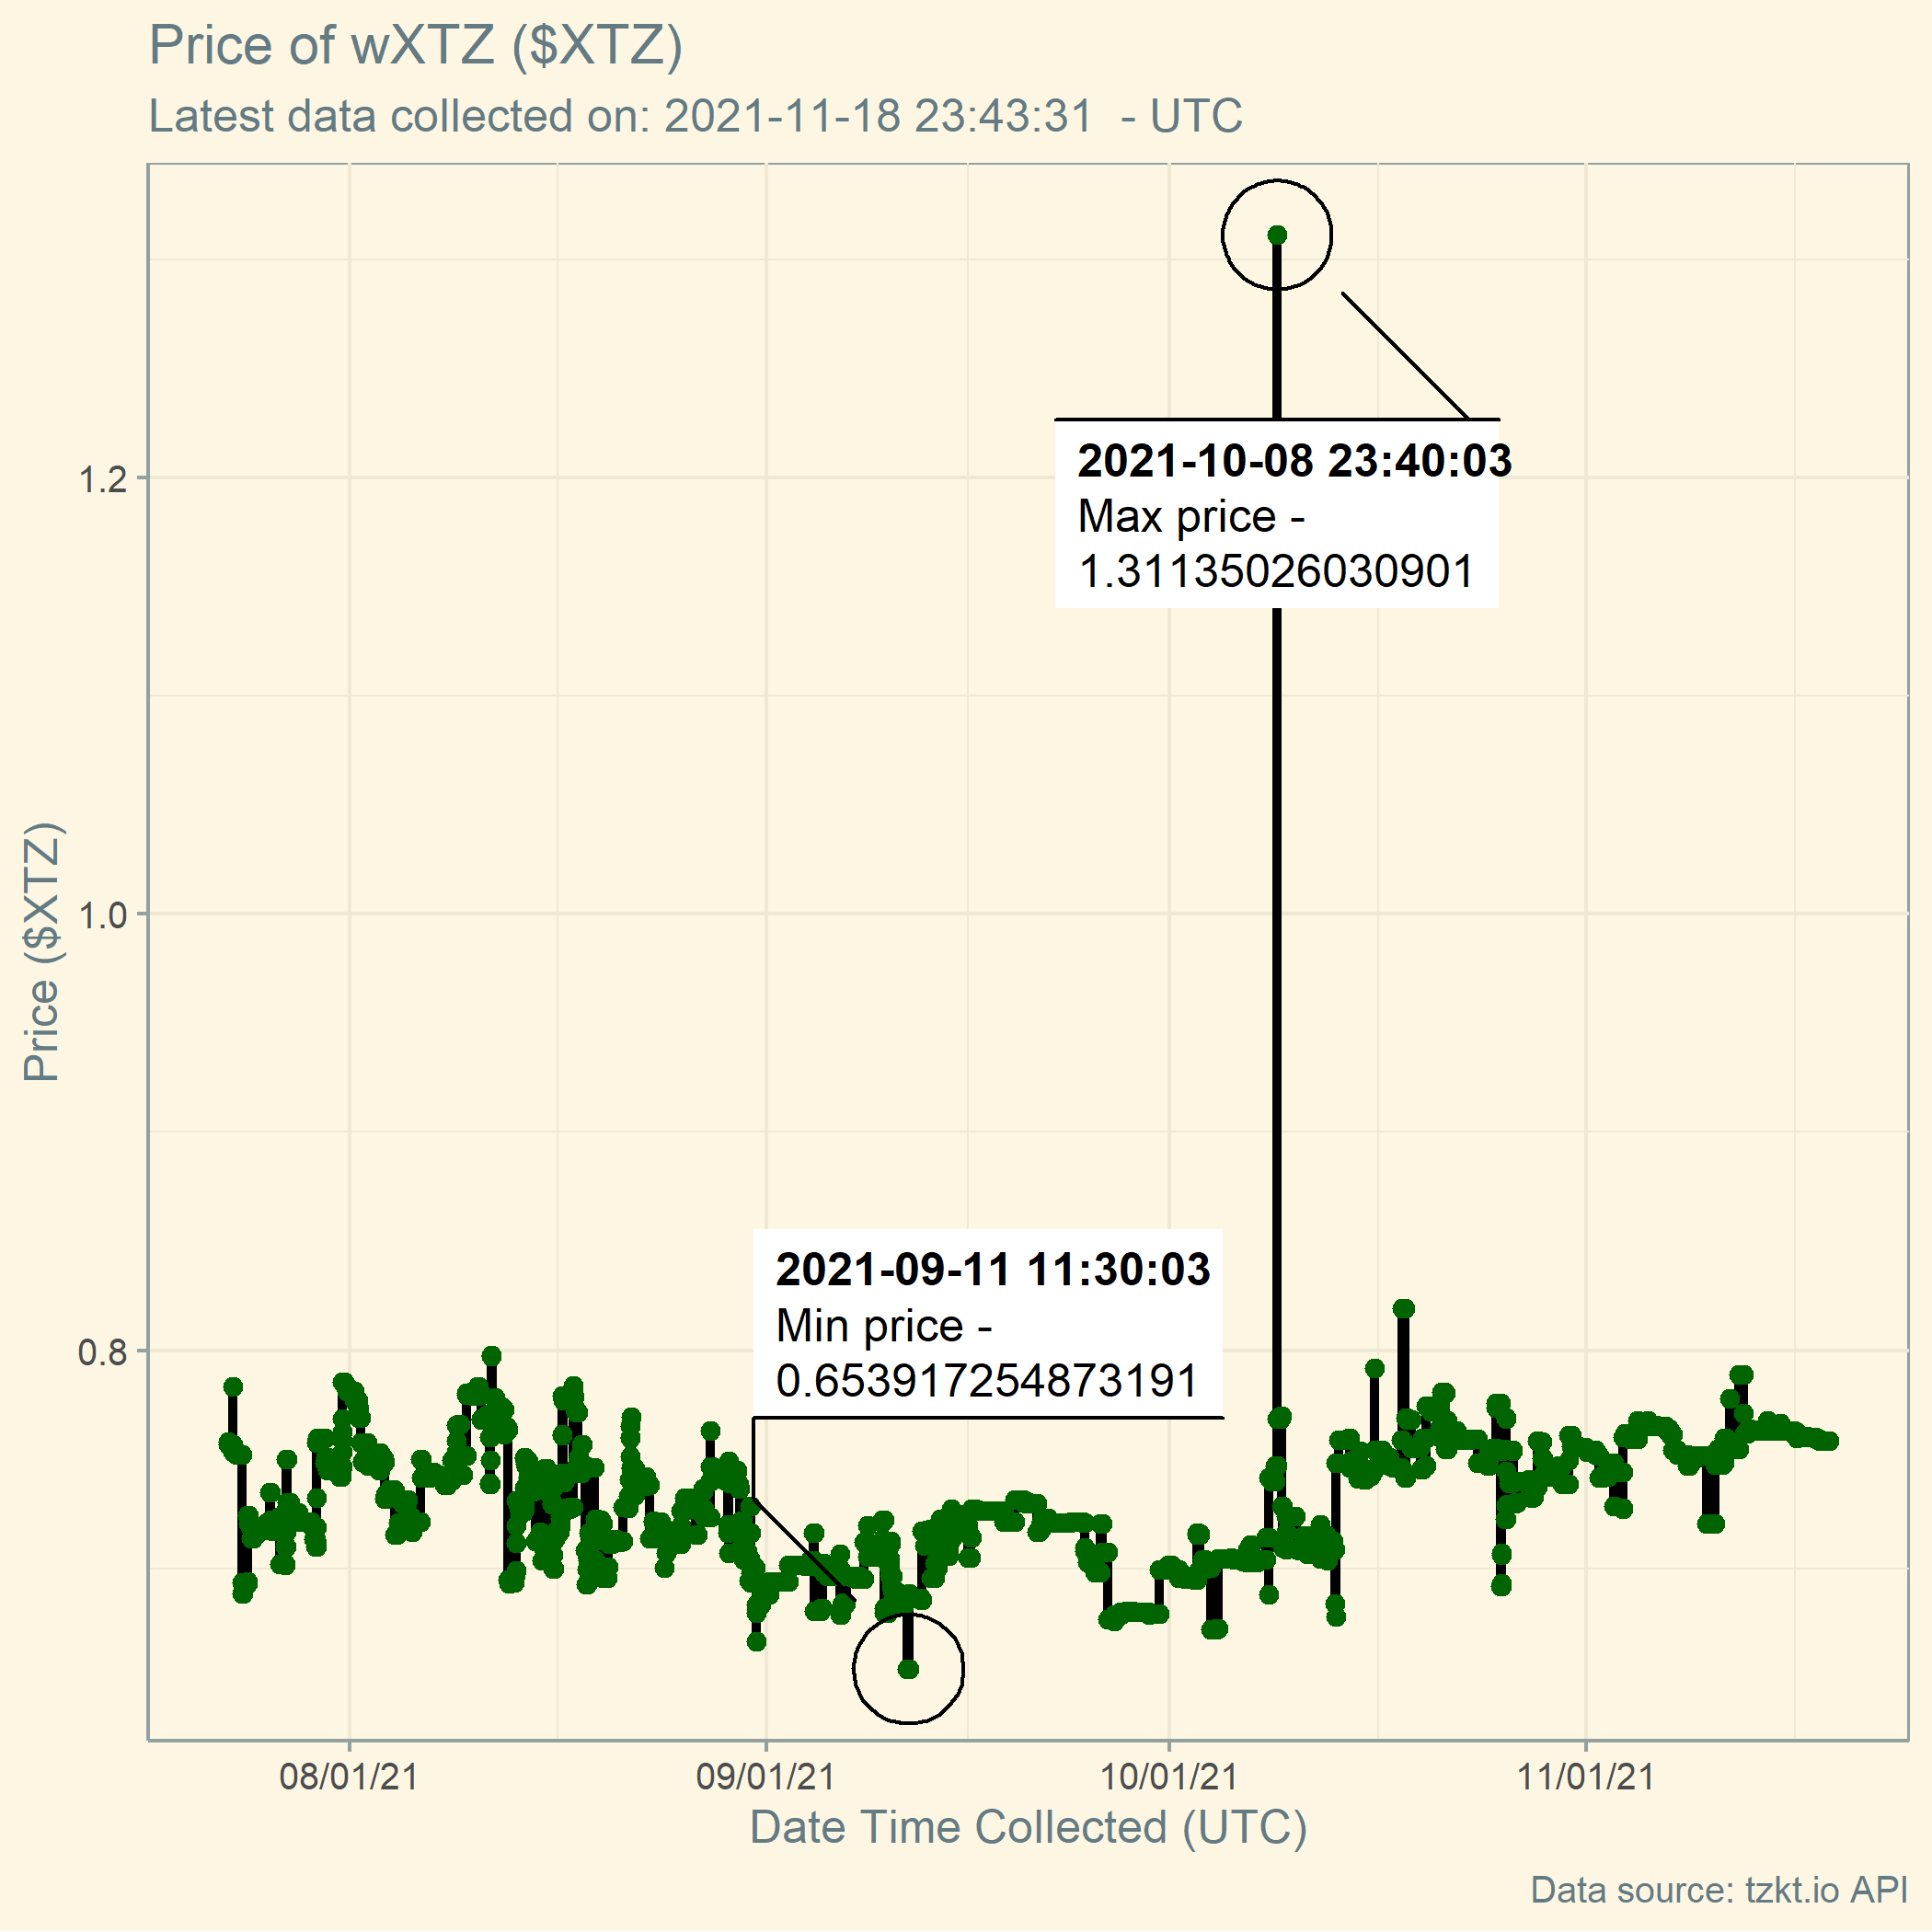 Price of wXTZ ($XTZ)
Latest data collected on: 2021-11-18 23:43:31  - UTC
2021-10-08 23:40:03
Max price -
1.31135026030901
1.2
1.0
Price ($XTZ)
2021-09-11 11:30:03
Min price -
0.653917254873191
0.8
08/01/21
09/01/21
10/01/21
11/01/21
Date Time Collected (UTC)
Data source: tzkt.io API